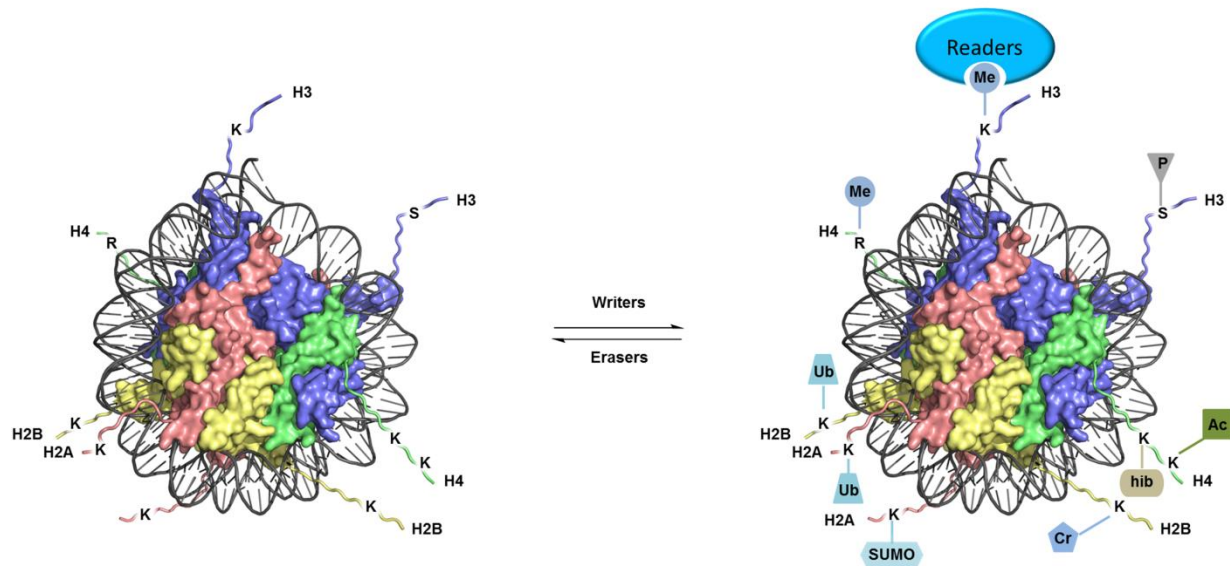 H3
K
S
H3
H4
R
K
H2B
K
H2A
K
K
H4
K
K
H2B
Writers
Erasers
Readers
Me
H3
K
P
S
H3
Me
H4
R
Ub
K
H2B
K
H2A
Ub
Ac
K
K
H4
hib
K
H2B
Cr
H2A
K
SUMO